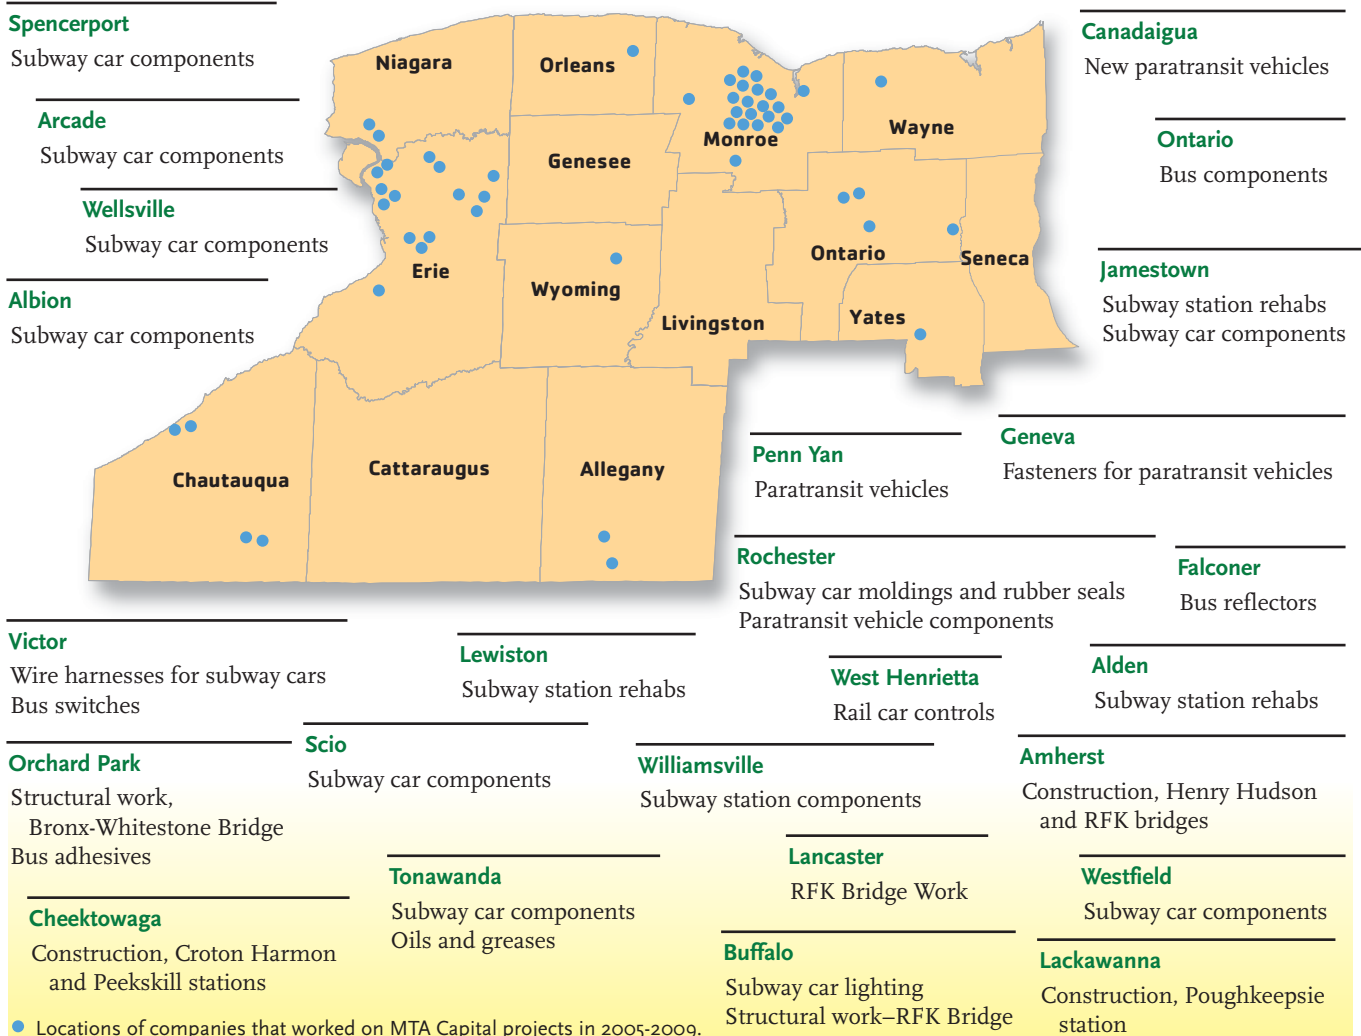 Spencerport
Subway car components
Arcade
Subway car components
Wellsville
Subway car components
Albion
Subway car components
Niagara
Orleans
Genesee
Monroe
Wayne
Erie
Wyoming
Livingston
Ontario
Yates
Seneca
Chautauqua
Cattaraugus
Allegany
Canadaigua
New paratransit vehicles
Ontario
Bus components
Jamestown
Subway station rehabs
Subway car components
Penn Yan
Paratransit vehicles
Geneva
Fasteners for paratransit vehicles
Rochester
Subway car moldings and rubber seals
Paratransit vehicle components
Falconer
Bus reflectors
Victor
Wire harnesses for subway cars
Bus switches
Lewiston
Subway station rehabs
West Henrietta
Rail car controls
Alden
Subway station rehabs
Orchard Park
Structural work,
Bronx-Whitestone Bridge
Bus adhesives
Scio
Subway car components
Williamsville
Subway station components
Amherst
Construction, Henry Hudson
and RFK bridges
Cheektowaga
Construction, Croton Harmon
and Peekskill stations
Tonawanda
Subway car components
Oils and greases
Lancaster
RFK Bridge Work
Westfield
Subway car components
Buffalo
Subway car lighting
Structural work–RFK Bridge
Lackawanna
Construction, Poughkeepsie
station
Locations of companies that worked on MTA Capital projects in 2005-2009.